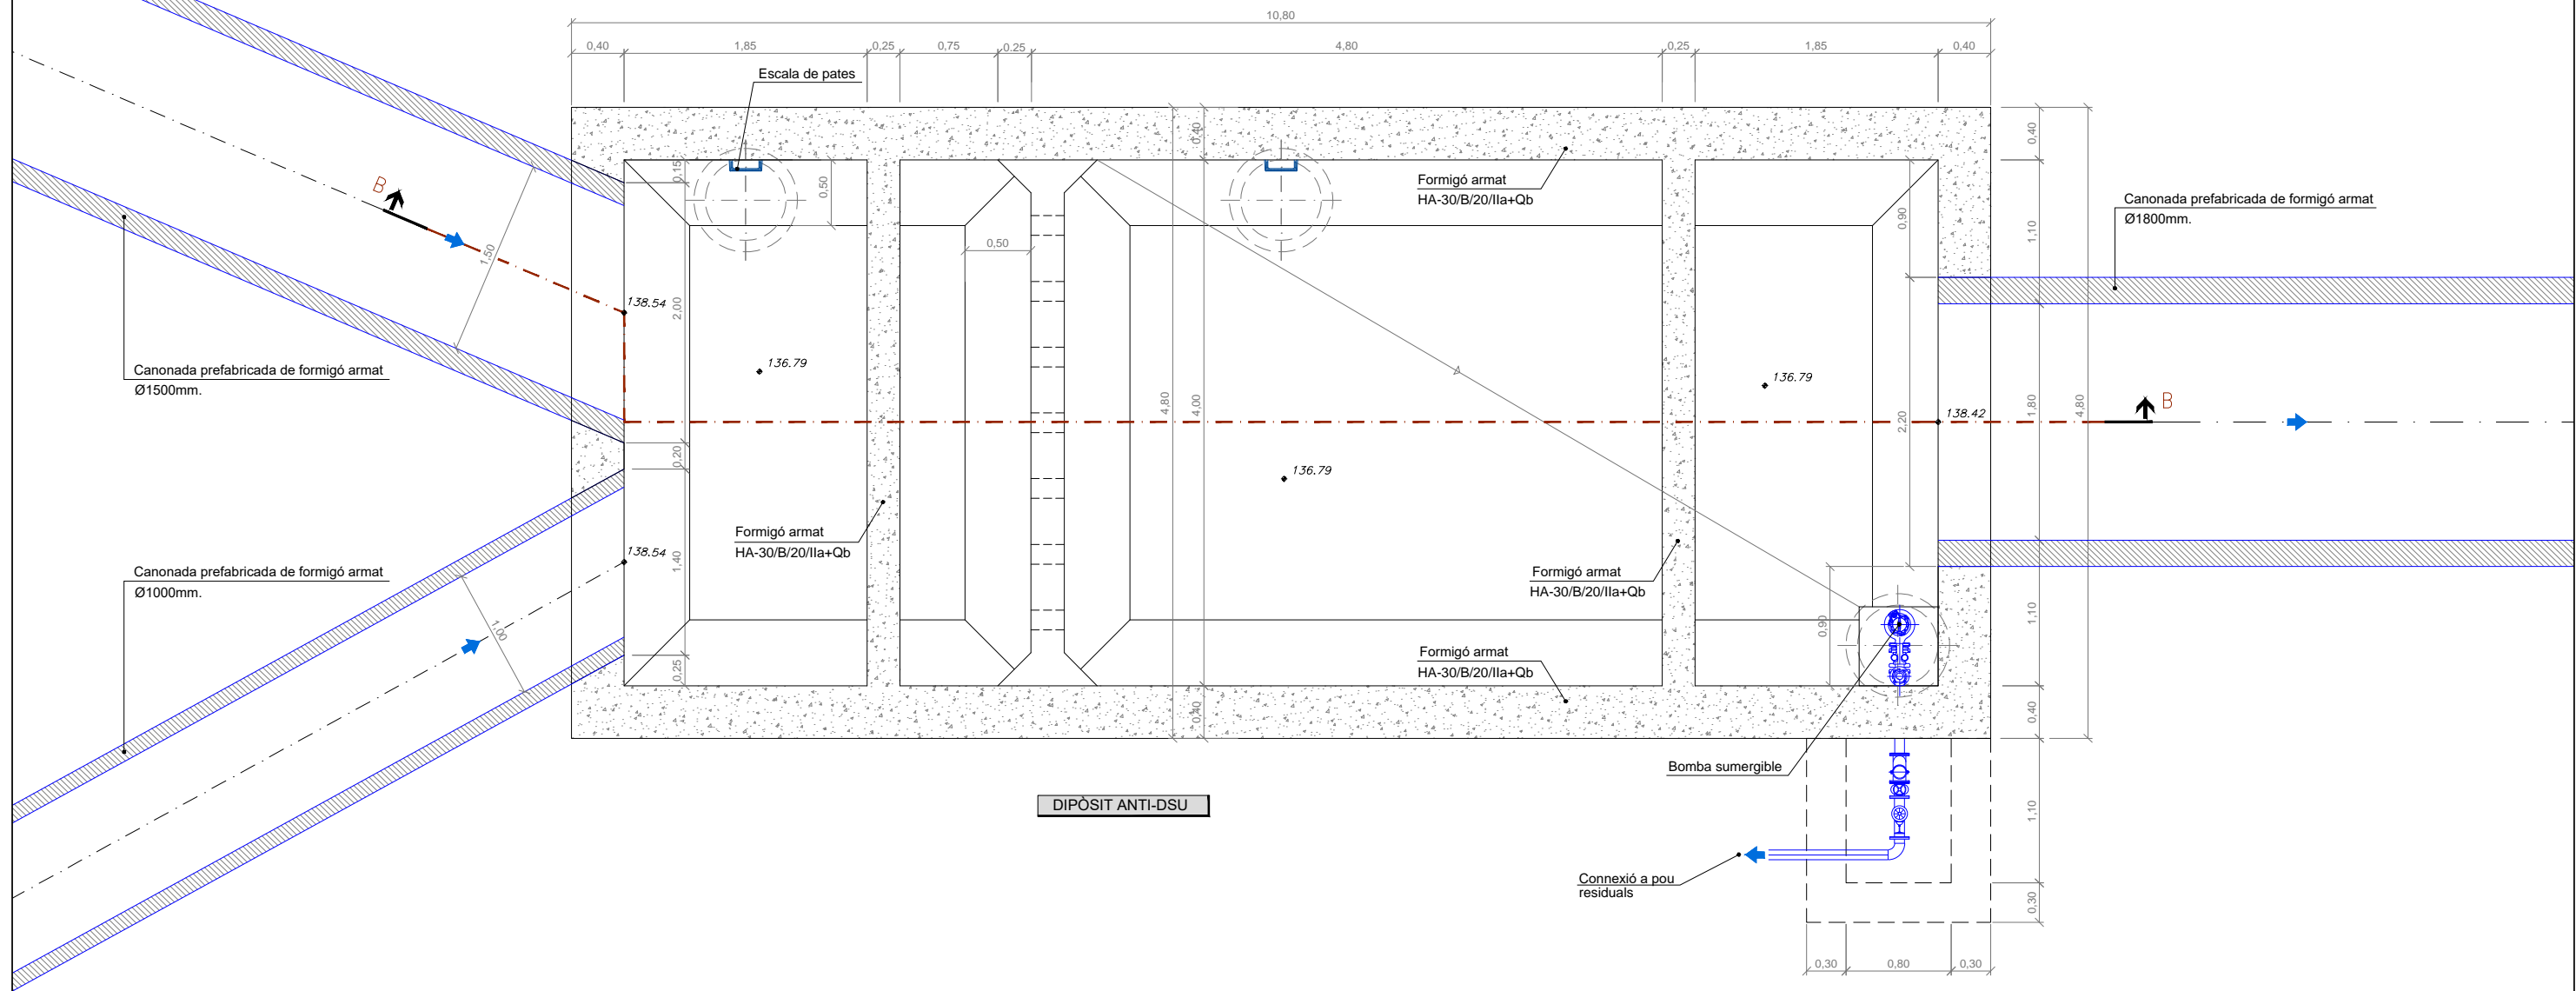 10,80
0,40
1,85
0,25
0,75
0.25
4,80
0,25
1,85
0,40
Escala de pates
0,15
0,50
0,40
0,40
Formigó armat
HA-30/B/20/IIa+Qb
0,90
1,10
Canonada prefabricada de formigó armat
Ø1800mm.
B
1,50
0,50
138.54
2,00
136.79
136.79
Canonada prefabricada de formigó armat
Ø1500mm.
4,80
4,00
2,20
138.42
1,80
4,80
B
0,20
136.79
Formigó armat
HA-30/B/20/IIa+Qb
138.54
1,40
Canonada prefabricada de formigó armat
Ø1000mm.
1,00
Formigó armat
HA-30/B/20/IIa+Qb
0,90
1,10
0,25
Formigó armat
HA-30/B/20/IIa+Qb
0,40
0,40
Bomba sumergible
DIPÒSIT ANTI-DSU
1,10
Connexió a pou
residuals
0,30
0,30
0,80
0,30